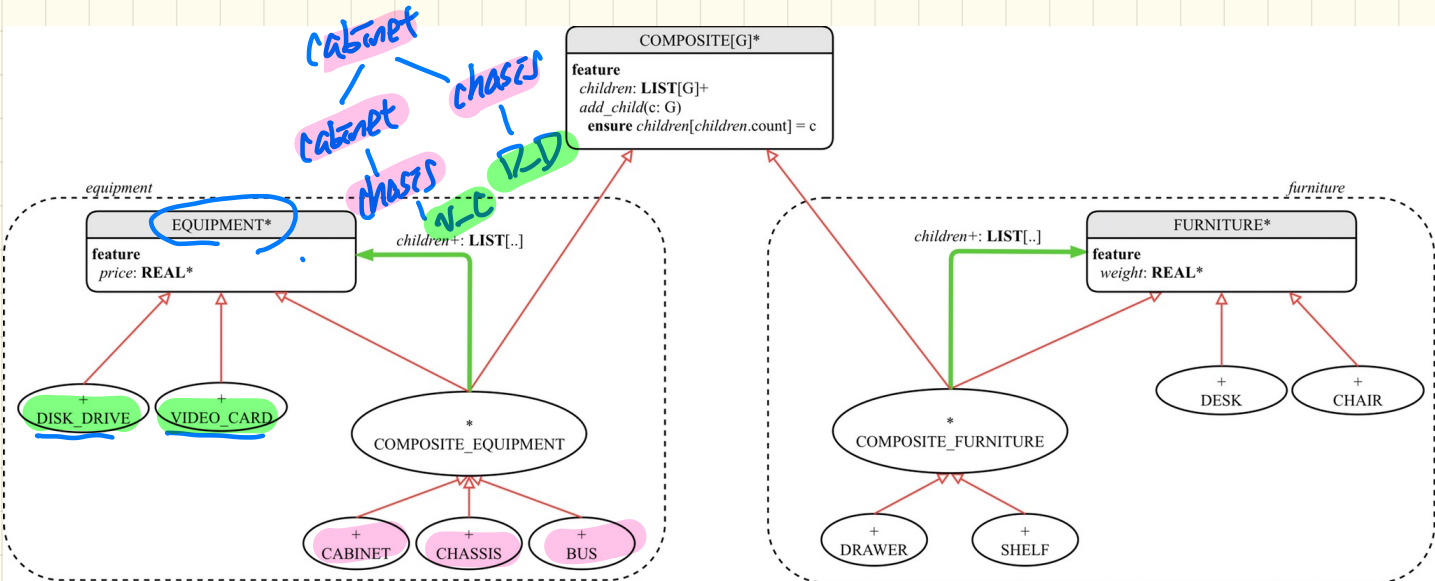 cabinet
chasis
cabinet
chasis
D_D
V_C
COMPOSITE[G]*
feature
children: LIST[G]+
add_child(c: G)
ensure children[children.count] = c
equipment
EQUIPMENT*
feature
price: REAL*
children+: LIST[..]
+
DISK_DRIVE
+
VIDEO_CARD
*
COMPOSITE_EQUIPMENT
+
CABINET
+
CHASSIS
+
BUS
furniture
children+: LIST[..]
FURNITURE*
feature
weight: REAL*
*
COMPOSITE_FURNITURE
+
DESK
+
CHAIR
+
DRAWER
+
SHELF